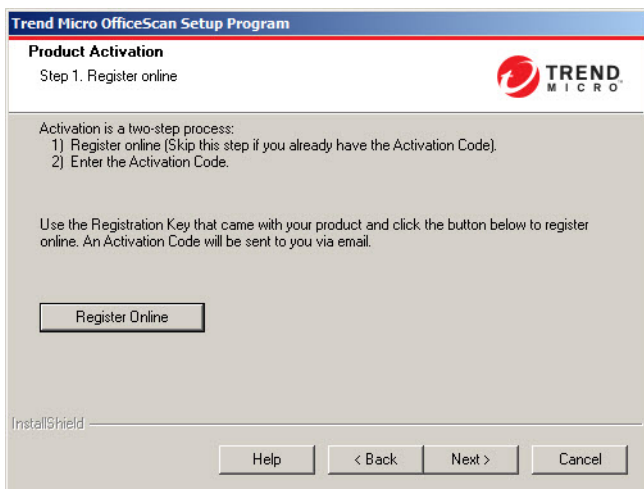 Trend Micro OfficeScan Setup Program
Product Activation
Step 1. Register online
TREND
MICRO
Activation is a two-step process:
1) Register online (Skip this step if you already have the Activation Code).
2) Enter the Activation Code.
Use the Registration Key that came with your product and click the button below to register
online. An Activation Code will be sent to you via email.
Register Online
InstallShield
Help
< Back
Next >
Cancel